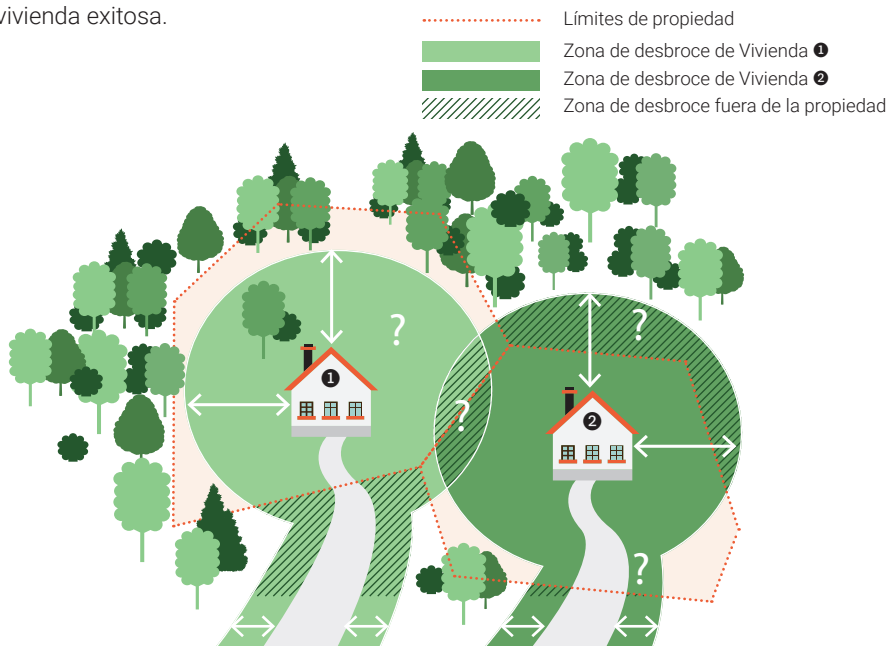 vivienda exitosa.
Límites de propiedad
Zona de desbroce de Vivienda ❶
Zona de desbroce de Vivienda ❷
Zona de desbroce fuera de la propiedad
?
?
?
❶
❷
?